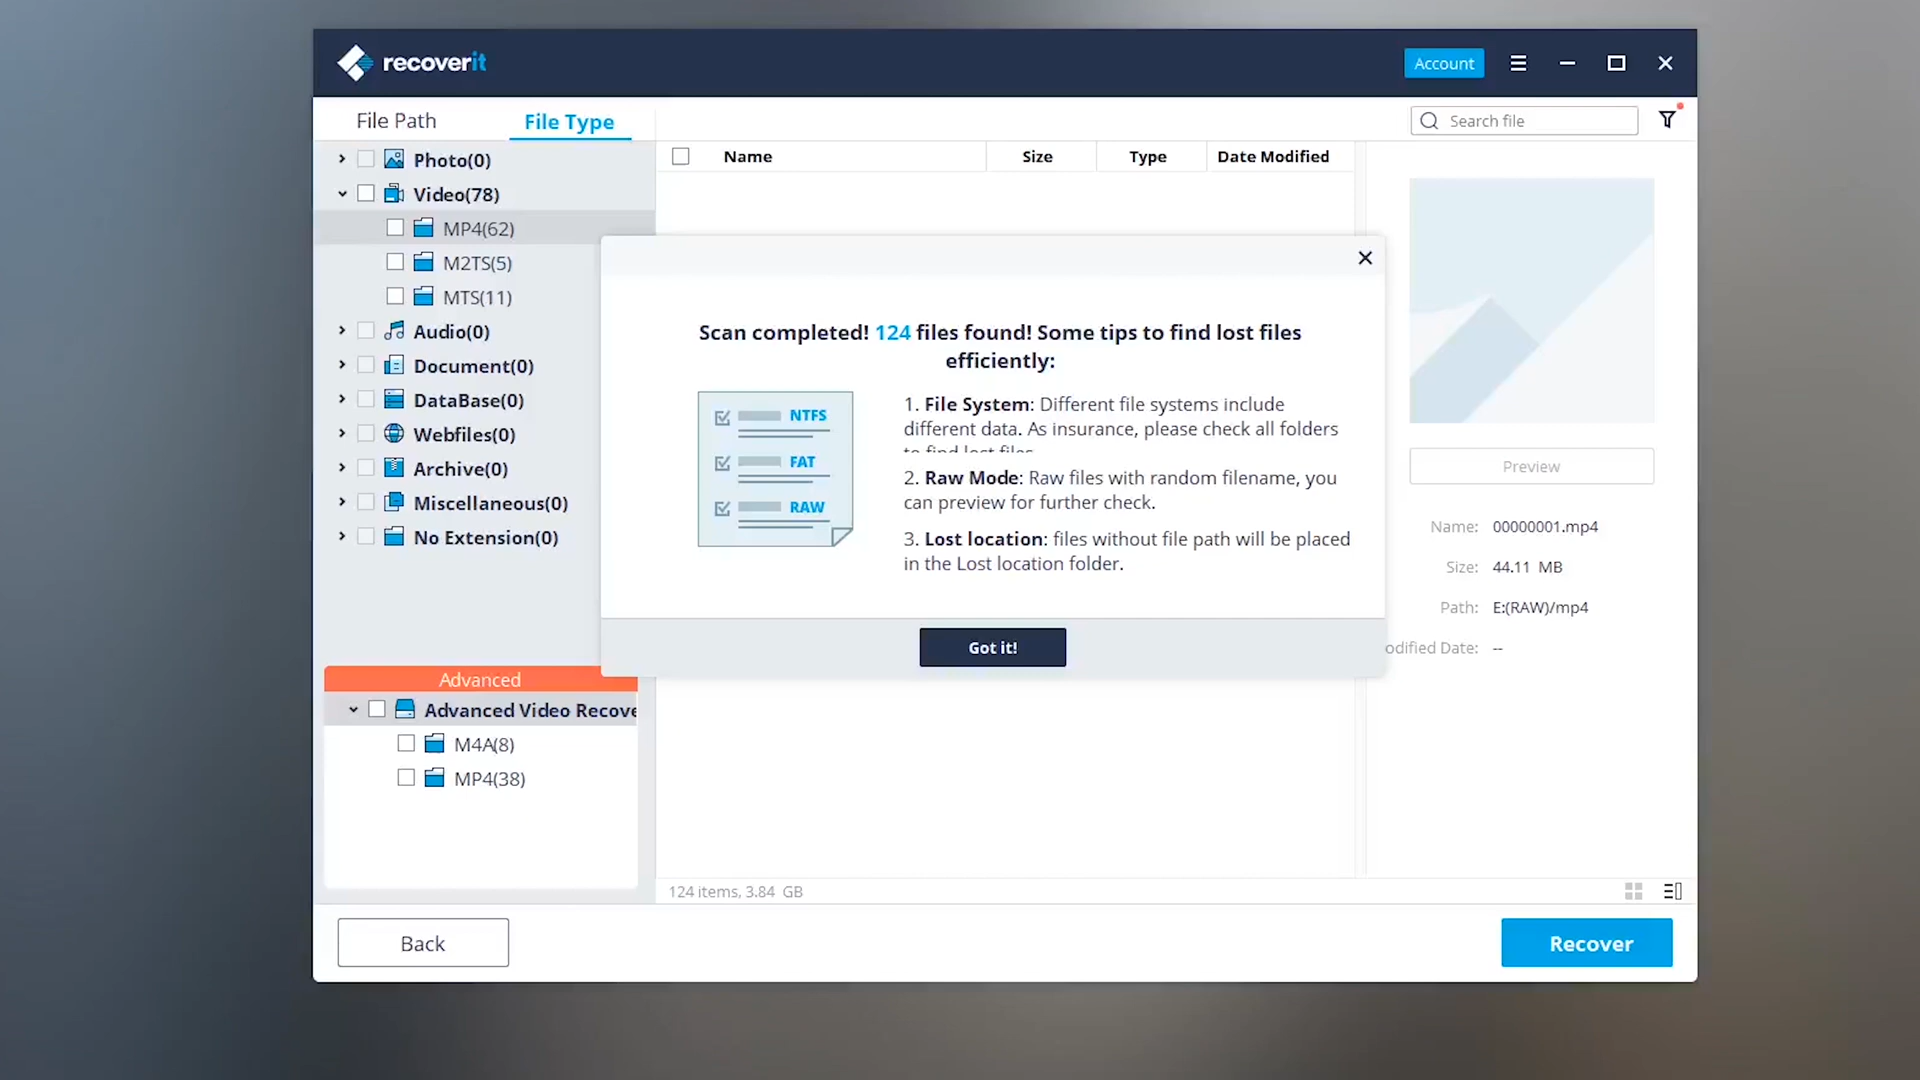 recoverit
Account
File Path
File Type
Search file
Name
Size
Type
Date Modified
Photo(0)
Video(78)
MP4(62)
M2TS(5)
MTS(11)
Audio(0)
Document(0)
DataBase(0)
Webfiles(0)
Archive(0)
Miscellaneous(0)
No Extension(0)
Advanced
Advanced Video Recove
M4A(8)
MP4(38)
Scan completed! 124 files found! Some tips to find lost files
efficiently:
NTFS
FAT
RAW
1. File System: Different file systems include
different data. As insurance, please check all folders
to find lost files.
2. Raw Mode: Raw files with random filename, you
can preview for further check.
3. Lost location: files without file path will be placed
in the Lost location folder.
Got it!
Preview
Name: 00000001.mp4
Size: 44.11 MB
Path: E:(RAW)/mp4
odified Date: --
124 items, 3.84 GB
Back
Recover